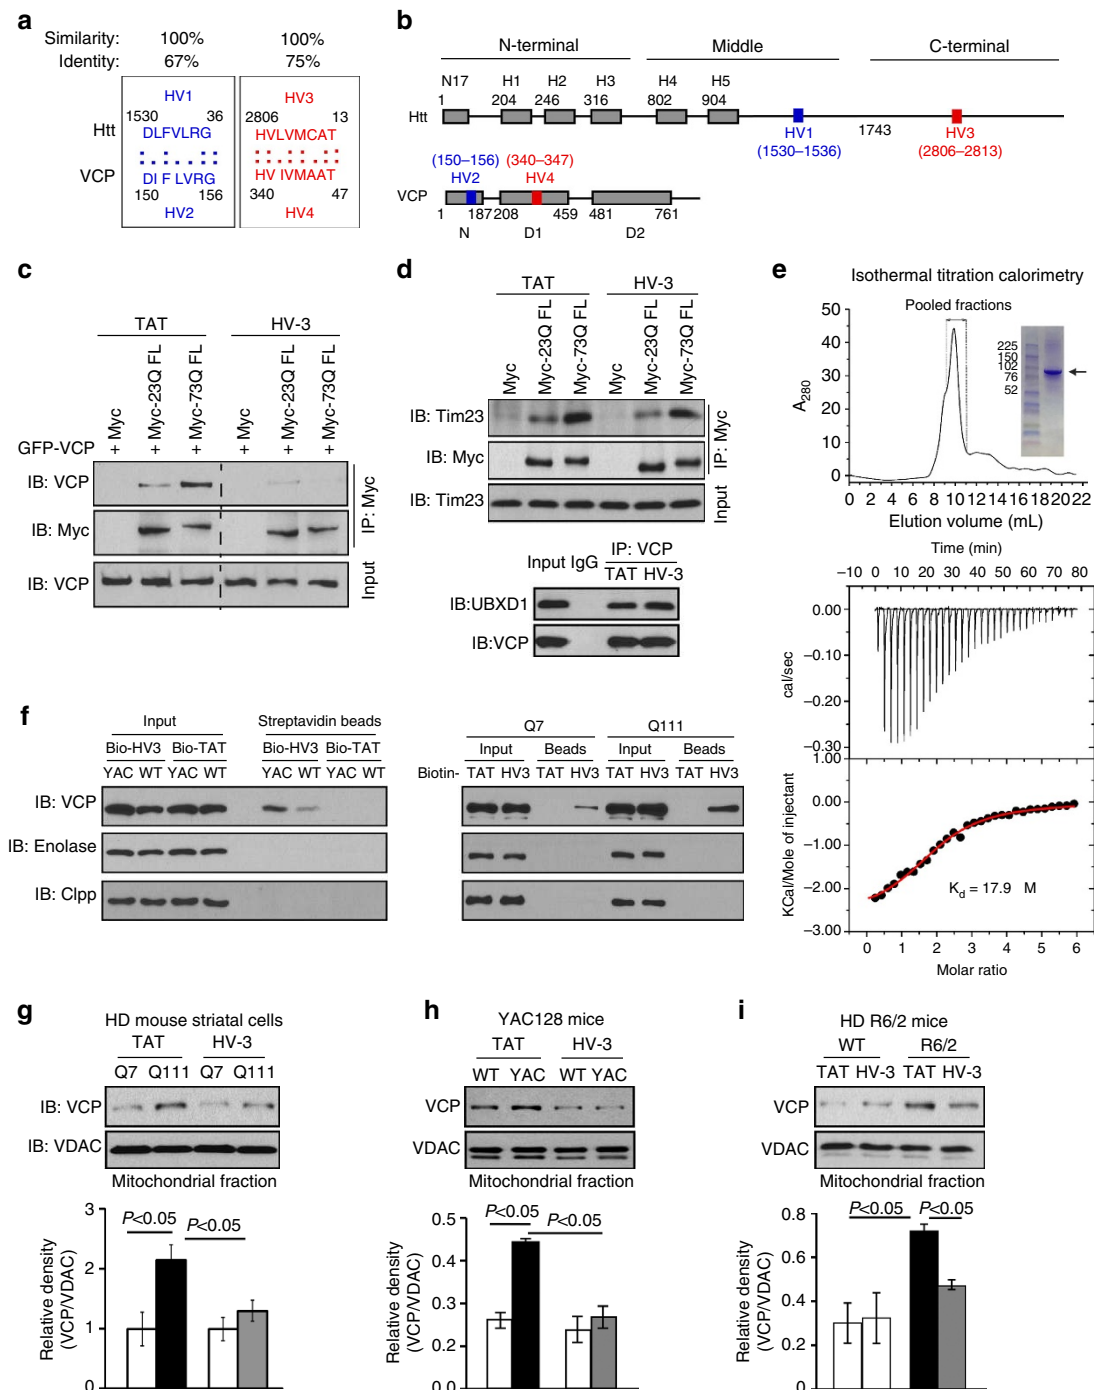 a
Similarity: 100% 100%
Identity: 67% 75%
HV1 HV3
1530 36 2806 13
Htt DLFVLRG HVLVMCAT
VCP DI F LVRG HV IVMAAT
150 156 340 47
HV2 HV4
b
N-terminal Middle C-terminal
N17 H1 H2 H3 H4 H5
1 204 246 316 802 904
Htt HV1 1743 HV3
(1530–1536) (2806–2813)
(150–156) (340–347)
HV2 HV4
VCP
1 187 208 459 481 761
N D1 D2
c
TAT HV-3
Myc Myc-23Q FL Myc-73Q FL Myc Myc-23Q FL Myc-73Q FL
GFP-VCP + + + + + +
IB: VCP
IB: Myc
IP: Myc
IB: VCP
Input
d
TAT HV-3
Myc Myc-23Q FL Myc-73Q FL Myc Myc-23Q FL Myc-73Q FL
IB: Tim23
IB: Myc
IP: Myc
IB: Tim23
Input
IP: VCP
Input IgG TAT HV-3
IB:UBXD1
IB:VCP
e
Isothermal titration calorimetry
Pooled fractions
50
40
30
20
10
0
A280
225
150
102
76
52
0 2 4 6 8 10 12 14 16 18 20 22
Elution volume (mL)
Time (min)
–10 0 10 20 30 40 50 60 70 80
0.00
–0.10
–0.20
–0.30
cal/sec
1.00
0.00
–1.00
–2.00
–3.00
KCal/Mole of injectant
Kd = 17.9 M
0 1 2 3 4 5 6
Molar ratio
f
Input Streptavidin beads
Bio-HV3 Bio-TAT Bio-HV3 Bio-TAT
YAC WT YAC WT YAC WT YAC WT
IB: VCP
IB: Enolase
IB: Clpp
Q7 Q111
Input Beads Input Beads
Biotin- TAT HV3 TAT HV3 TAT HV3 TAT HV3
g
HD mouse striatal cells
TAT HV-3
Q7 Q111 Q7 Q111
IB: VCP
IB: VDAC
Mitochondrial fraction
3
2
1
0
Relative density
(VCP/VDAC)
P<0.05 P<0.05
h
YAC128 mice
TAT HV-3
WT YAC WT YAC
VCP
VDAC
Mitochondrial fraction
0.6
0.5
0.3
0.2
0
Relative density
(VCP/VDAC)
P<0.05 P<0.05
i
HD R6/2 mice
WT R6/2
TAT HV-3 TAT HV-3
VCP
VDAC
Mitochondrial fraction
0.8
0.6
0.4
0.2
0
Relative density
(VCP/VDAC)
P<0.05 P<0.05